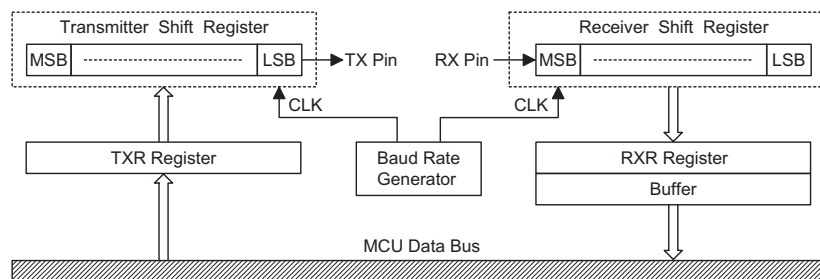 Transmitter Shift Register
Receiver Shift Register
MSB
LSB
TX Pin
RX Pin
MSB
LSB
CLK
CLK
TXR Register
Baud Rate
Generator
RXR Register
Buffer
MCU Data Bus